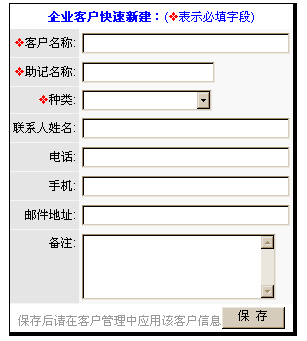 企业客户快速新建：(❖表示必填字段)
❖客户名称:
❖助记名称:
❖种类:
联系人姓名:
电话:
手机:
邮件地址:
备注:
保存后请在客户管理中应用该客户信息 保 存